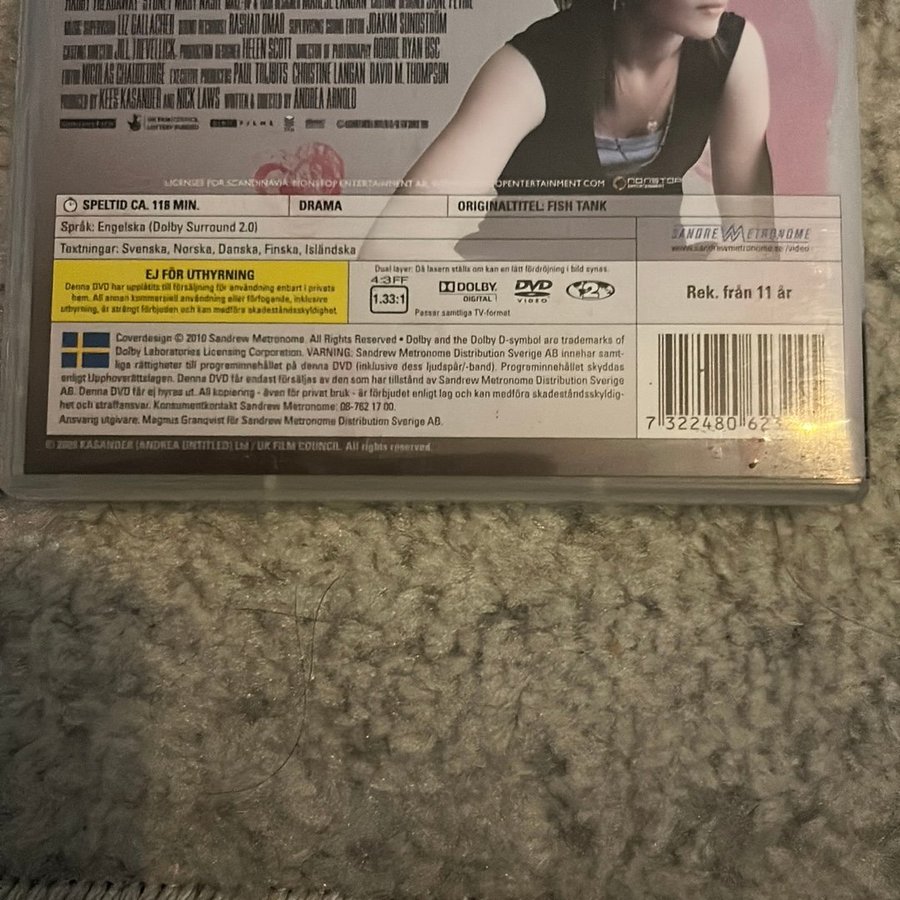 LIZ GALLAGHER SOUND RECORDIST RASHAD OMAR SUPERVISING SOUND EDITOR JOAKIM SUNDSTRÖM
CASTING DIRECTOR JILL TREVELLICK PRODUCTION DESIGNER HELEN SCOTT DIRECTOR OF PHOTOGRAPHY ROBBIE RYAN BSC
EDITOR NICOLAS CHAUDEURGE EXECUTIVE PRODUCERS PAUL TRIJBITS CHRISTINE LANGAN DAVID M. THOMPSON
PRODUCED BY KEES KASANDER AND NICK LAWS WRITTEN & DIRECTED BY ANDREA ARNOLD
LICENSEE FOR SCANDINAVIA: NONSTOP ENTERTAINMENT AB, OPENTERTAINMENT.COM NONSTOP
SPELTID CA. 118 MIN. DRAMA ORIGINALTITEL: FISH TANK
Språk: Engelska (Dolby Surround 2.0)
Textningar: Svenska, Norska, Danska, Finska, Isländska
SANDREW METRONOME
www.sandrewmetronome.se/video
EJ FÖR UTHYRNING
Denna DVD har upplåtits till försäljning för användning enbart i privata
hem. All annan kommersiell användning eller förfogande, inklusive
uthyrning, är strängt förbjuden och kan medföra skadeståndsskyldighet
Dual layer: Då lasern ställs om kan en lätt fördröjning i bild synas.
4:3FF
1.33:1
DOLBY
DIGITAL
DVD
VIDEO
2
Passar samtliga TV-format
Rek. från 11 år
Coverdesign © 2010 Sandrew Metronome. All Rights Reserved • Dolby and the Dolby D-symbol are trademarks of
Dolby Laboratories Licensing Corporation. VARNING: Sandrew Metronome Distribution Sverige AB innehar samt-
liga rättigheter till programinnehållet på denna DVD (inklusive dess ljudspår/-band). Programinnehållet skyddas
enligt Upphovsrättslagen. Denna DVD får endast försäljas av den som har tillstånd av Sandrew Metronome Distribution Sverige
AB. Denna DVD får ej hyras ut. All kopiering - även för privat bruk - är förbjuden enligt lag och kan medföra skadeståndsskyldig-
het och straffansvar. Konsumentkontakt Sandrew Metronome: 08-762 17 00.
Ansvarig utgivare. Magnus Granqvist för Sandrew Metronome Distribution Sverige AB.
7 322480 623
© 2009 KASANDER (ANDREA UNTITLED) Ltd / UK FILM COUNCIL. All rights reserved